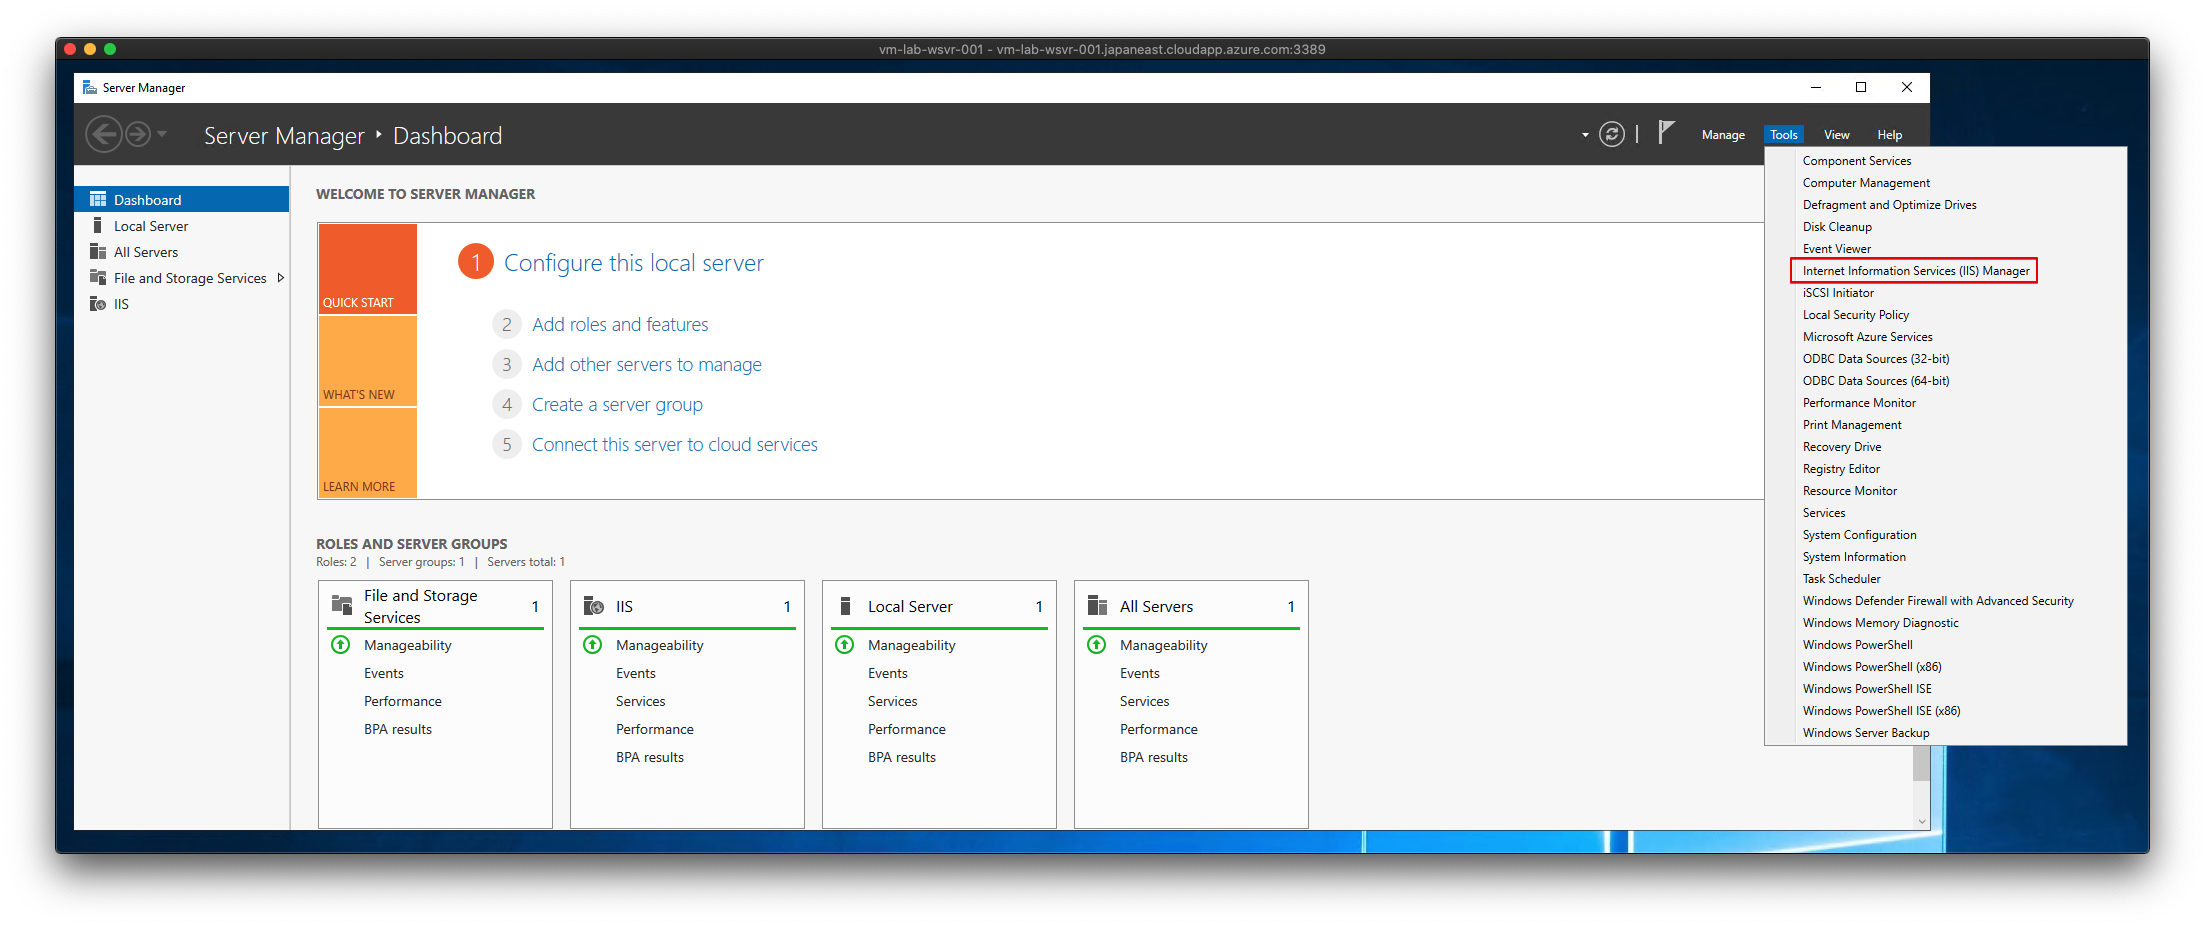 vm-lab-wsvr-001 - vm-lab-wsvr-001.japaneast.cloudapp.azure.com:3389
Server Manager
Server Manager ‣ Dashboard
Manage
Tools
View
Help
Dashboard
Local Server
All Servers
File and Storage Services
IIS
WELCOME TO SERVER MANAGER
QUICK START
WHAT'S NEW
LEARN MORE
1 Configure this local server
2 Add roles and features
3 Add other servers to manage
4 Create a server group
5 Connect this server to cloud services
ROLES AND SERVER GROUPS
Roles: 2 | Server groups: 1 | Servers total: 1
File and Storage
Services
1
Manageability
Events
Performance
BPA results
IIS 1
Manageability
Events
Services
Performance
BPA results
Local Server 1
Manageability
Events
Services
Performance
BPA results
All Servers 1
Manageability
Events
Services
Performance
BPA results
Component Services
Computer Management
Defragment and Optimize Drives
Disk Cleanup
Event Viewer
Internet Information Services (IIS) Manager
iSCSI Initiator
Local Security Policy
Microsoft Azure Services
ODBC Data Sources (32-bit)
ODBC Data Sources (64-bit)
Performance Monitor
Print Management
Recovery Drive
Registry Editor
Resource Monitor
Services
System Configuration
System Information
Task Scheduler
Windows Defender Firewall with Advanced Security
Windows Memory Diagnostic
Windows PowerShell
Windows PowerShell (x86)
Windows PowerShell ISE
Windows PowerShell ISE (x86)
Windows Server Backup